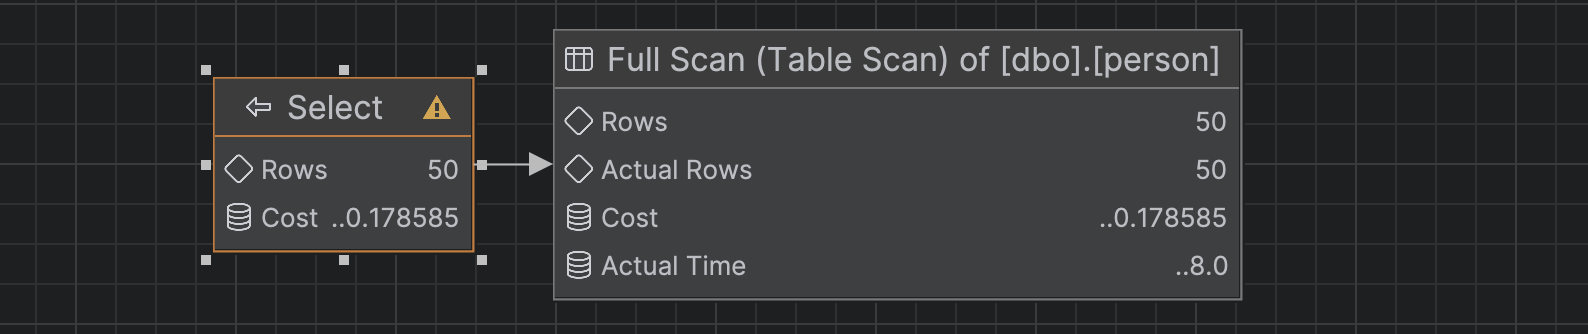 Select
Rows 50
Cost ..0.178585
Full Scan (Table Scan) of [dbo].[person]
Rows 50
Actual Rows 50
Cost ..0.178585
Actual Time ..8.0